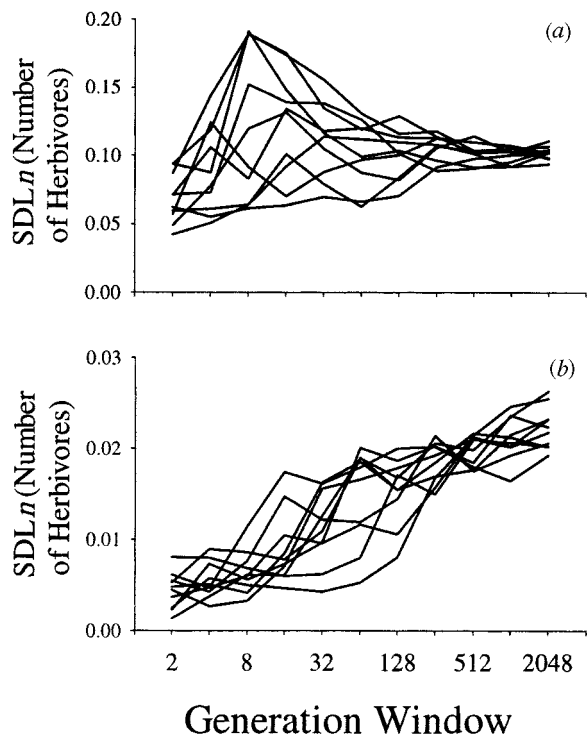 (a)
SDLn (Number
of Herbivores)
0.20
0.15
0.10
0.05
0.00
(b)
SDLn (Number
of Herbivores)
0.03
0.02
0.01
0.00
2 8 32 128 512 2048
Generation Window